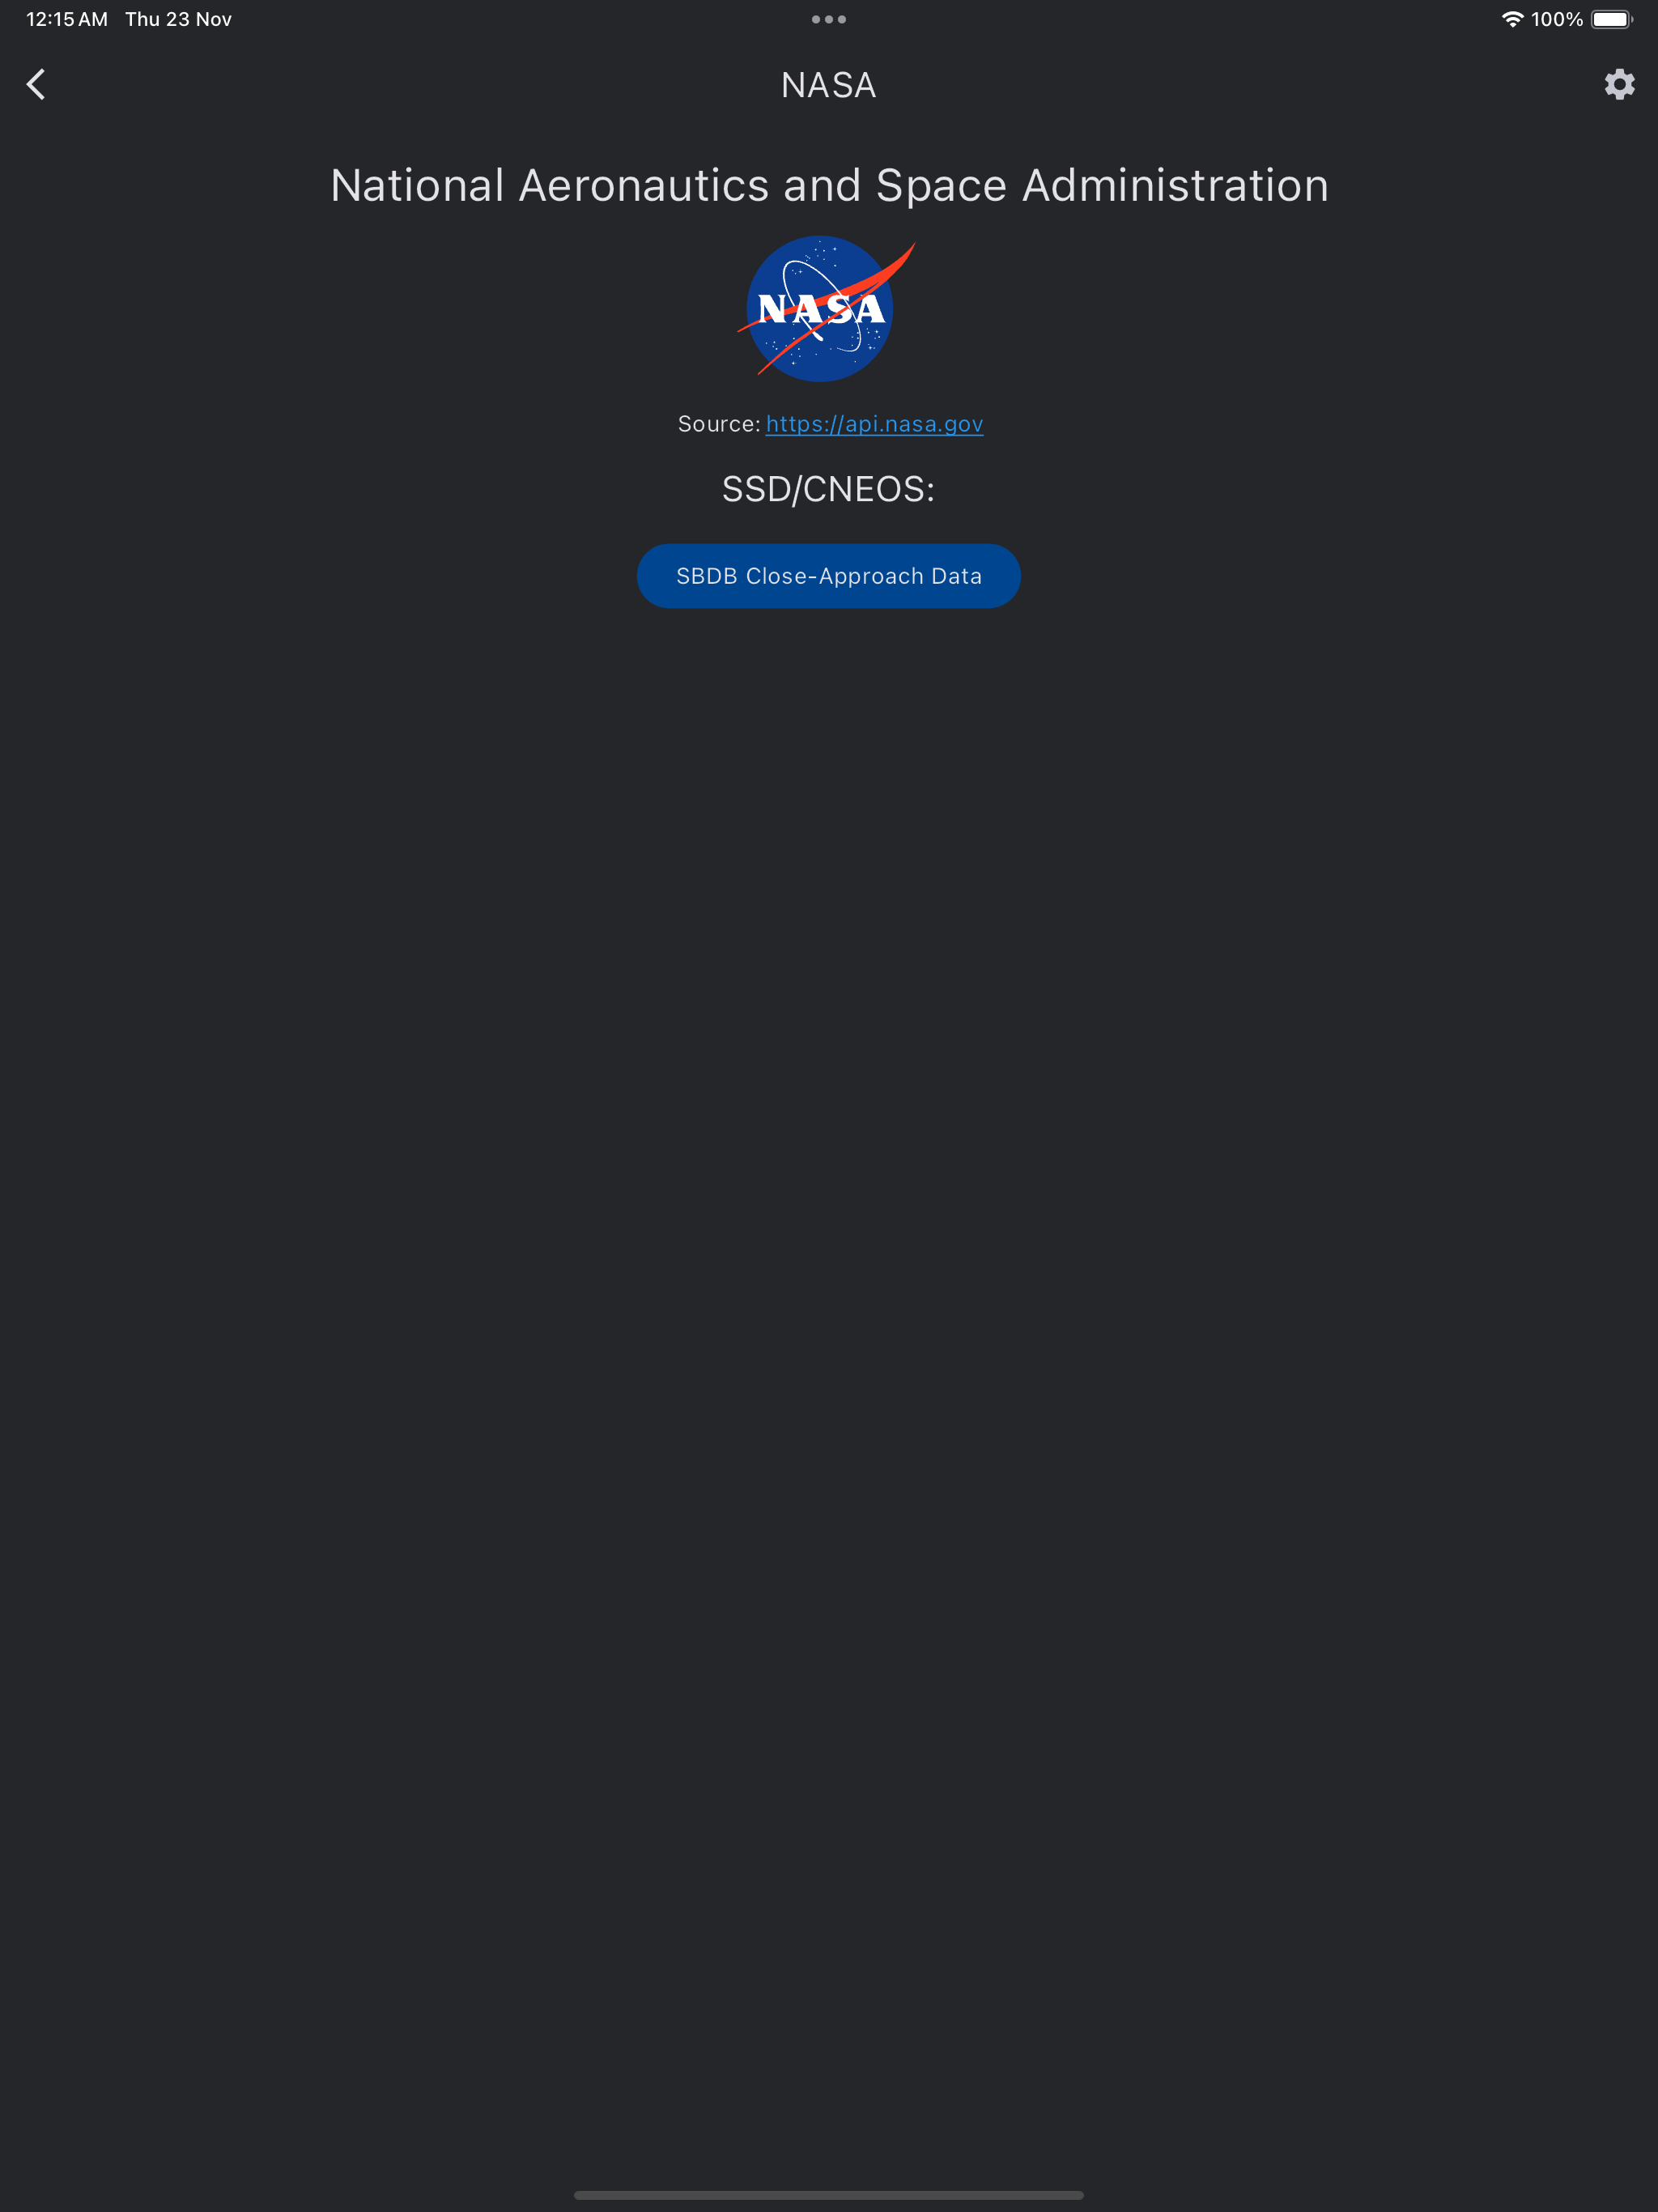 12:15 AM Thu 23 Nov
100%
NASA
National Aeronautics and Space Administration
NASA
Source: https://api.nasa.gov
SSD/CNEOS:
SBDB Close-Approach Data